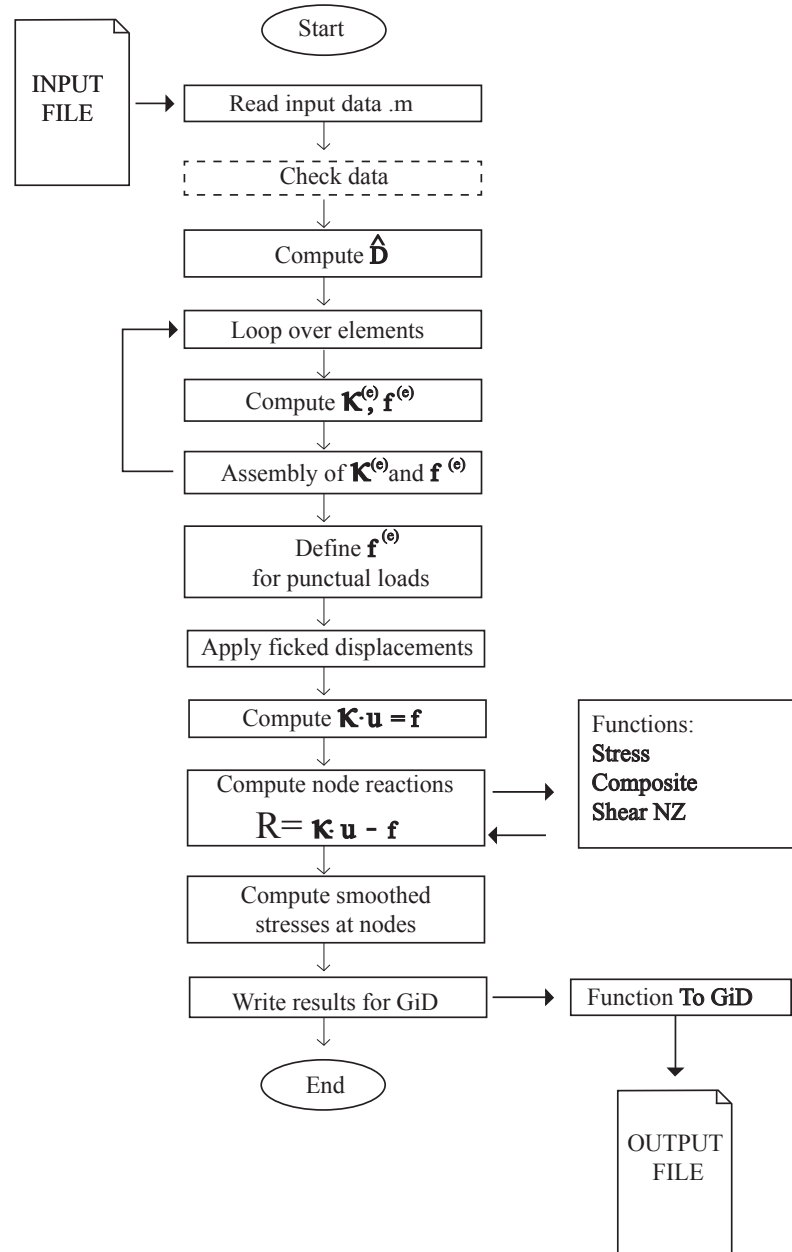 Start
INPUT
FILE
Read input data .m
Check data
Compute D̂
Loop over elements
Compute K(e), f(e)
Assembly of K(e) and f (e)
Define f (e)
for punctual loads
Apply ficked displacements
Compute K·u = f
Functions:
Stress
Composite
Shear NZ
Compute node reactions
R= K·u - f
Compute smoothed
stresses at nodes
Write results for GiD
Function To GiD
End
OUTPUT
FILE